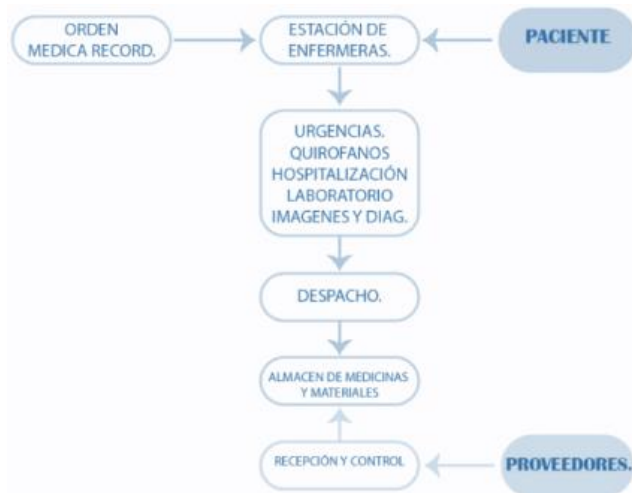 ORDEN
MEDICA RECORD.
ESTACIÓN DE
ENFERMERAS.
PACIENTE
URGENCIAS.
QUIROFANOS
HOSPITALIZACIÓN
LABORATORIO
IMAGENES Y DIAG.
DESPACHO.
ALMACEN DE MEDICINAS
Y MATERIALES
RECEPCIÓN Y CONTROL
PROVEEDORES.